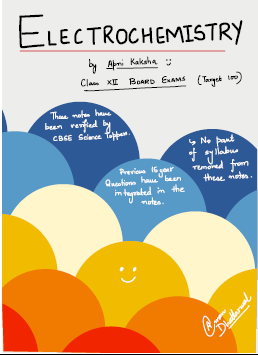 ELECTROCHEMISTRY
by Apni Kaksha
Class XII BOARD EXAMS (Target 100)
These notes have
been verified by
CBSE Science Toppers.
Previous 15 year
Questions have been
integrated in the
notes.
↳ No part
of syllabus
removed from
these notes.